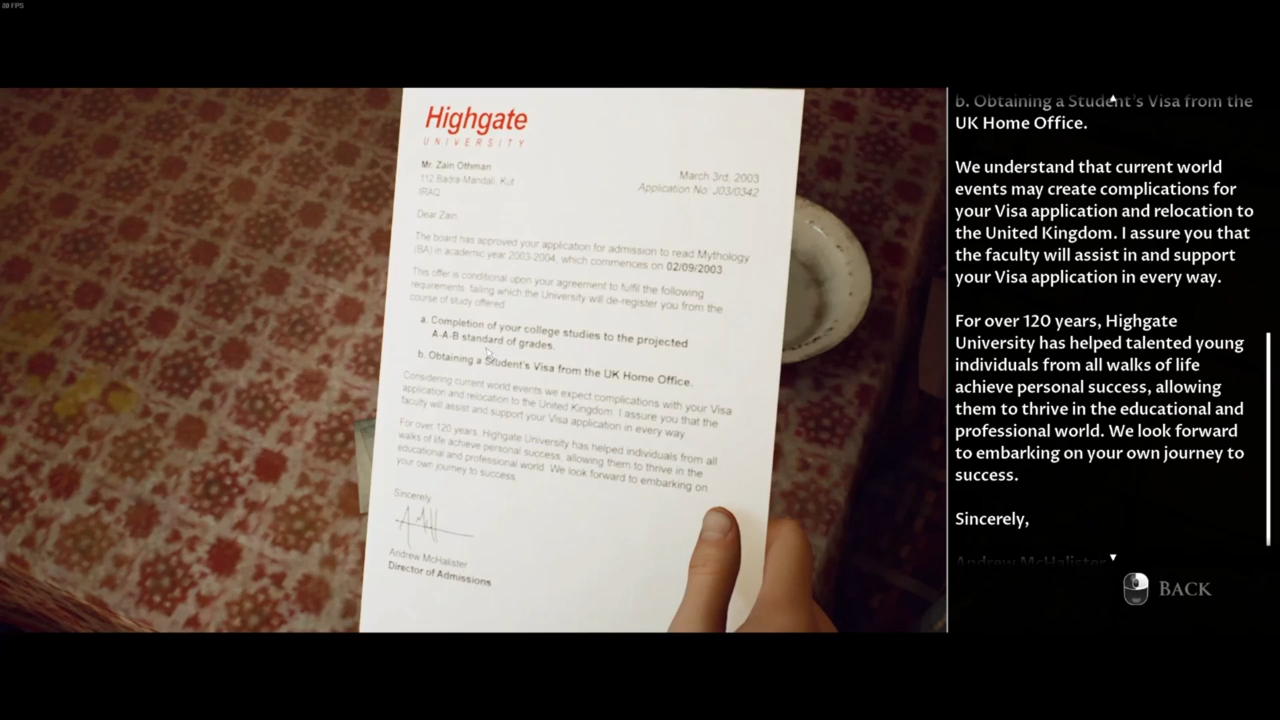 80 FPS
Highgate
UNIVERSITY
Mr. Zain Othman
112 Badra-Mandali, Kut
IRAQ
March 3rd, 2003
Application No: J03/0342
Dear Zain
The board has approved your application for admission to read Mythology
(BA) in academic year 2003-2004, which commences on 02/09/2003
This offer is conditional upon your agreement to fulfil the following
requirements, failing which the University will de-register you from the
course of study offered
a. Completion of your college studies to the projected
A-A-B standard of grades.
b. Obtaining a Student's Visa from the UK Home Office.
Considering current world events we expect complications with your Visa
application and relocation to the United Kingdom. I assure you that the
faculty will assist and support your Visa application in every way
For over 120 years, Highgate University has helped individuals from all
walks of life achieve personal success, allowing them to thrive in the
educational and professional world. We look forward to embarking on
your own journey to success
Sincerely,
Andrew McHalister
Director of Admissions
b. Obtaining a Student's Visa from the
UK Home Office.
We understand that current world
events may create complications for
your Visa application and relocation to
the United Kingdom. I assure you that
the faculty will assist in and support
your Visa application in every way.
For over 120 years, Highgate
University has helped talented young
individuals from all walks of life
achieve personal success, allowing
them to thrive in the educational and
professional world. We look forward
to embarking on your own journey to
success.
Sincerely,
Andrew McHalister
BACK